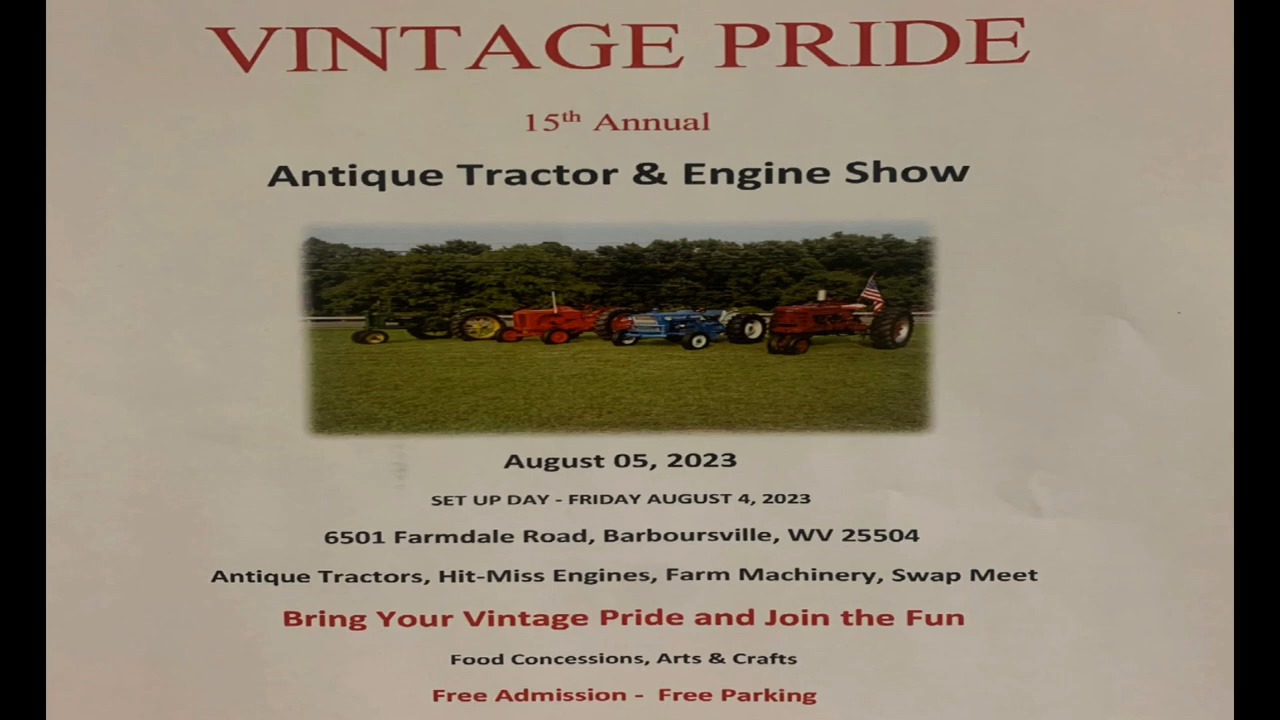 VINTAGE PRIDE
15th Annual
Antique Tractor & Engine Show
August 05, 2023
SET UP DAY - FRIDAY AUGUST 4, 2023
6501 Farmdale Road, Barboursville, WV 25504
Antique Tractors, Hit-Miss Engines, Farm Machinery, Swap Meet
Bring Your Vintage Pride and Join the Fun
Food Concessions, Arts & Crafts
Free Admission - Free Parking